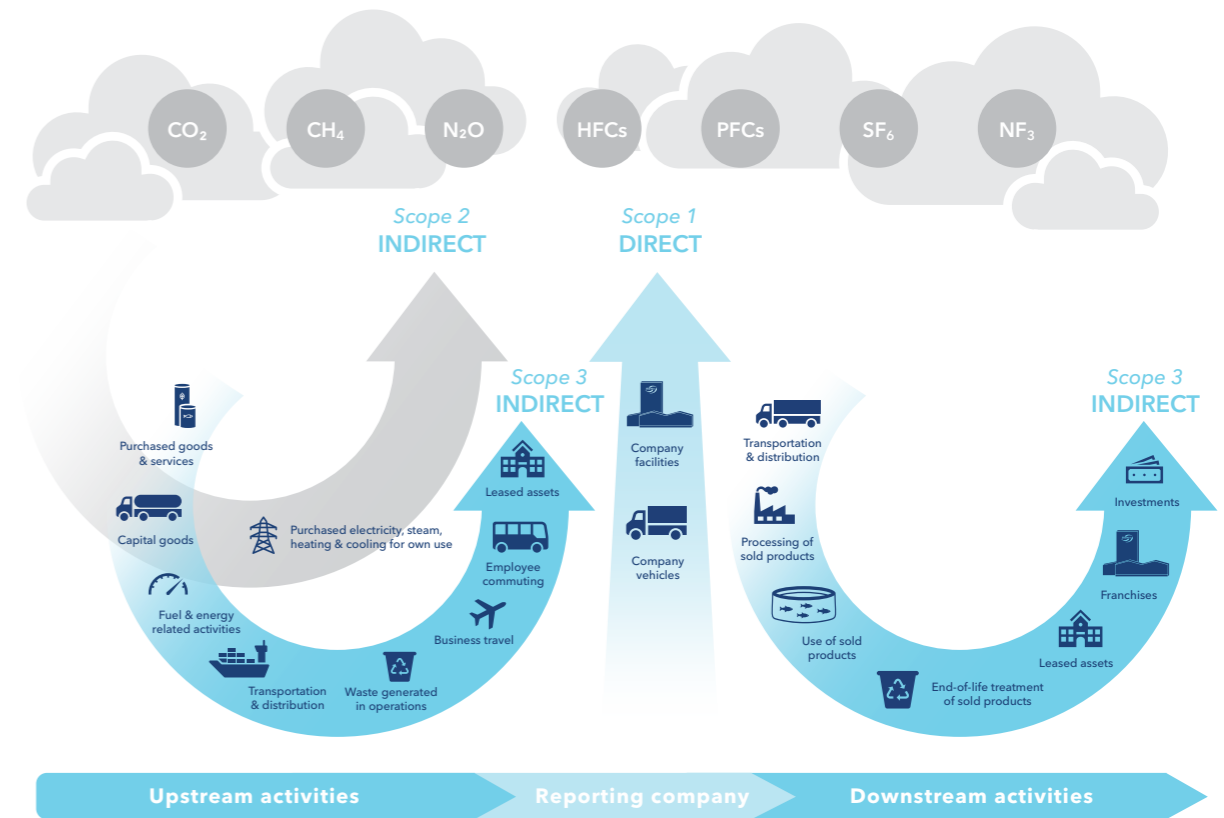 CO₂
CH₄
N₂O
HFCs
PFCs
SF₆
NF₃
Scope 2
INDIRECT
Scope 1
DIRECT
Scope 3
INDIRECT
Scope 3
INDIRECT
Purchased goods
& services
Capital goods
Fuel & energy
related activities
Transportation
& distribution
Waste generated
in operations
Business travel
Employee
commuting
Leased assets
Purchased electricity, steam,
heating & cooling for own use
Company
facilities
Company
vehicles
Transportation
& distribution
Processing of
sold products
Use of sold
products
End-of-life treatment
of sold products
Leased assets
Franchises
Investments
Upstream activities
Reporting company
Downstream activities